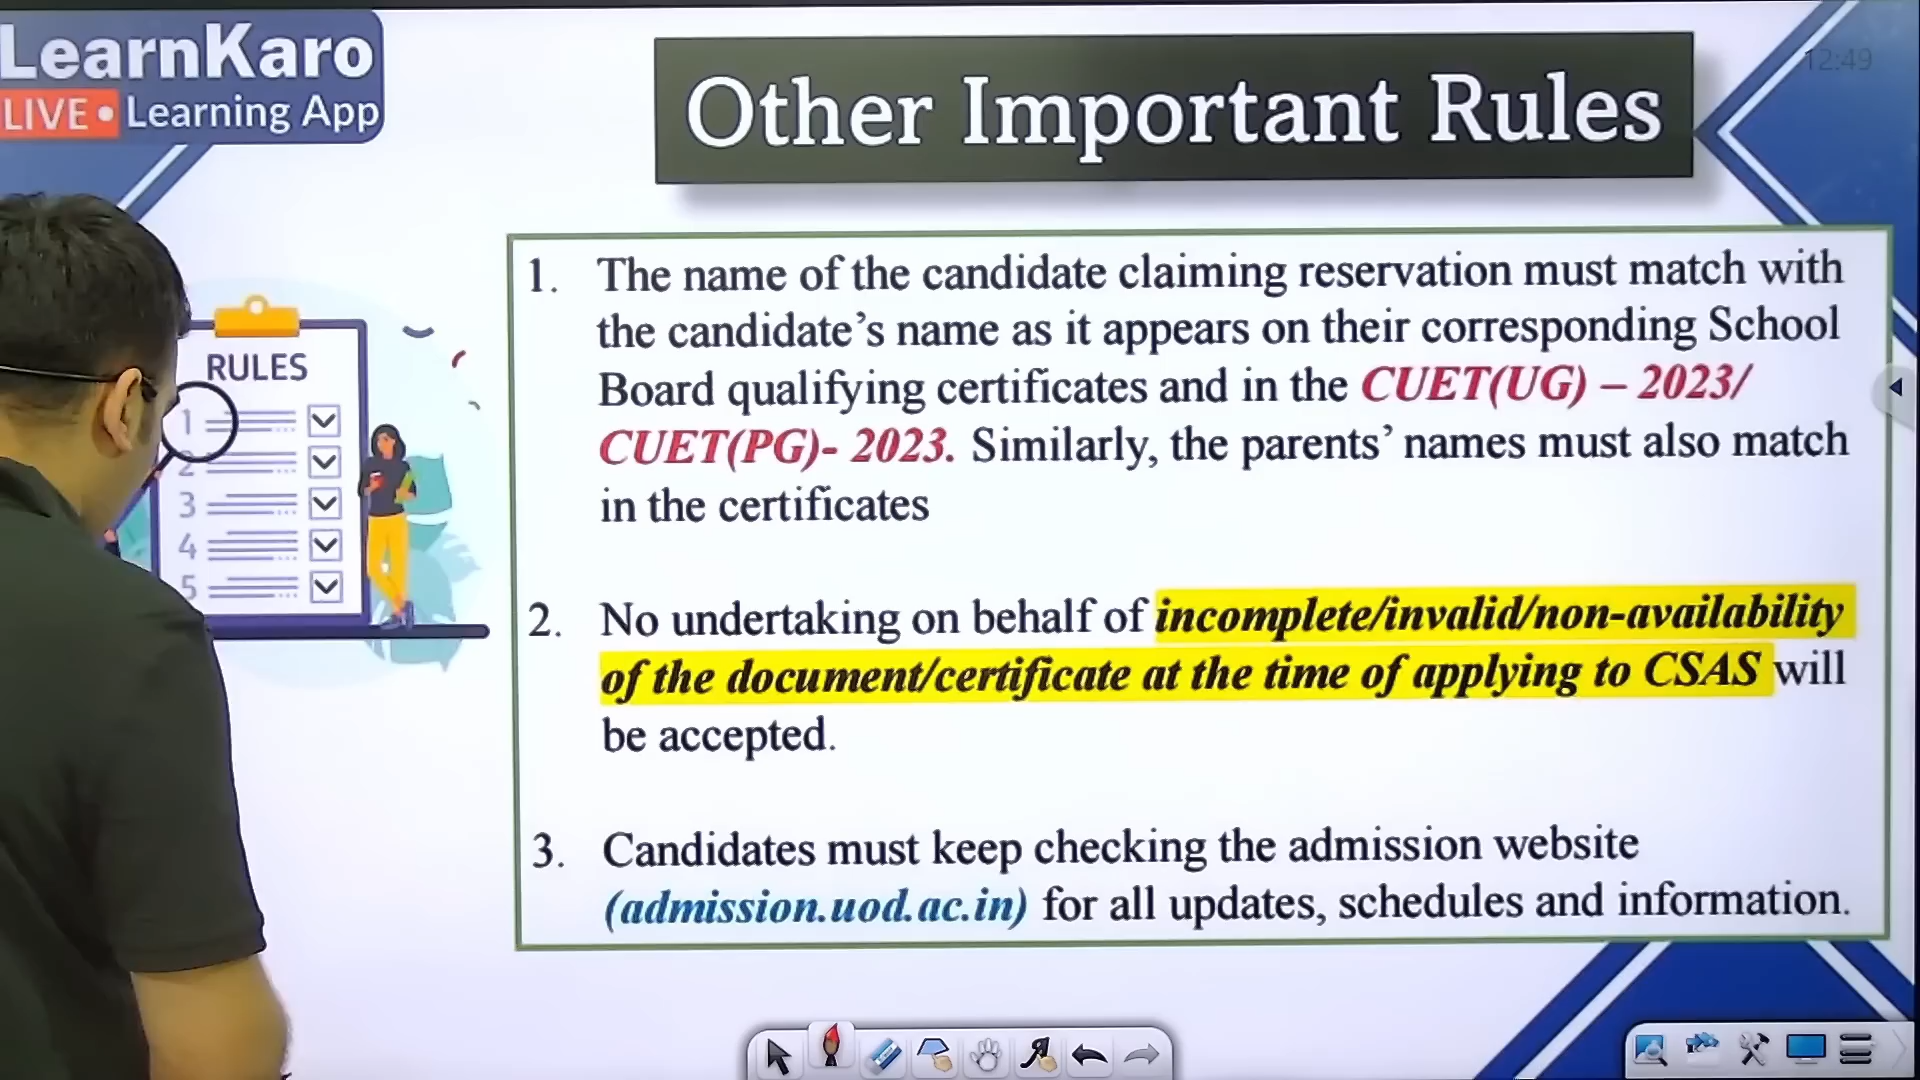 LearnKaro
LIVE • Learning App
Other Important Rules
12:49
RULES
1
2
3
4
5
1. The name of the candidate claiming reservation must match with
the candidate’s name as it appears on their corresponding School
Board qualifying certificates and in the CUET(UG) – 2023/
CUET(PG)- 2023. Similarly, the parents’ names must also match
in the certificates
2. No undertaking on behalf of incomplete/invalid/non-availability
of the document/certificate at the time of applying to CSAS will
be accepted.
3. Candidates must keep checking the admission website
(admission.uod.ac.in) for all updates, schedules and information.